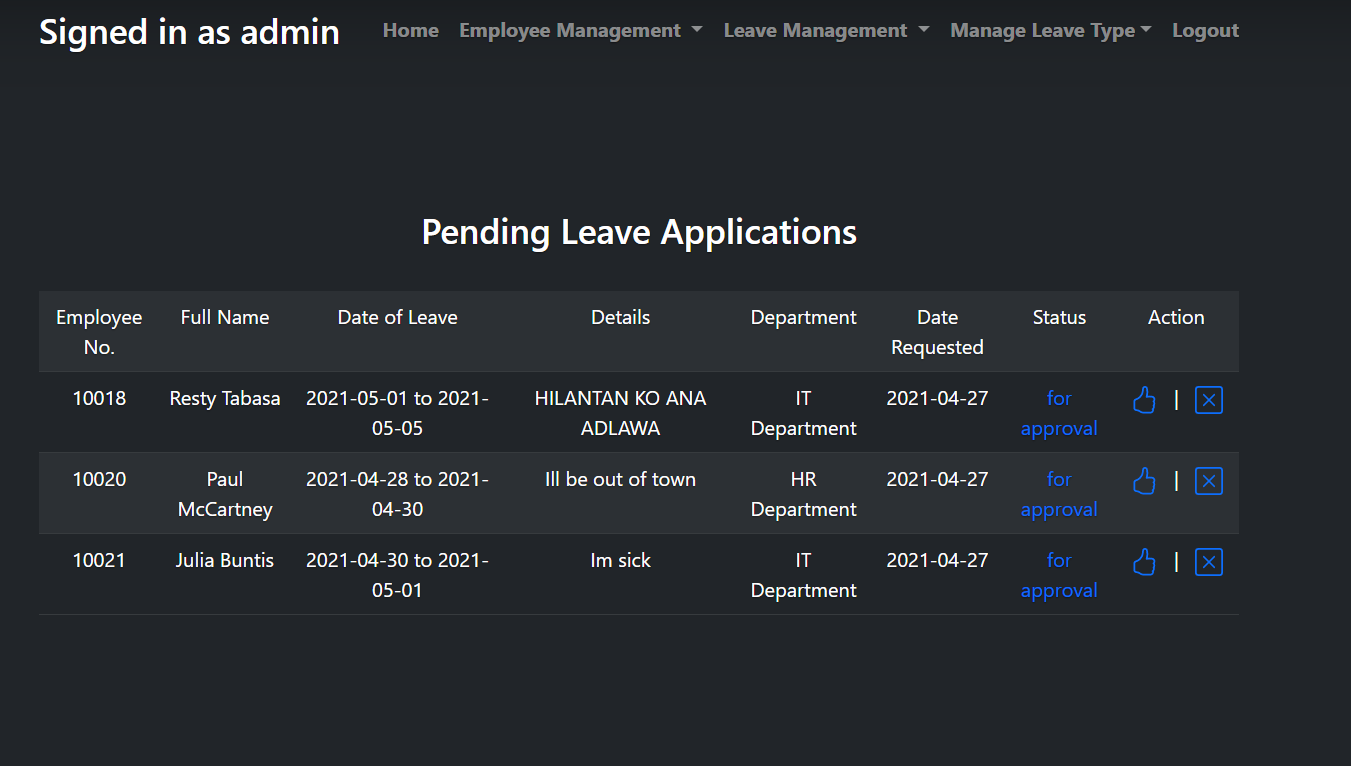 Signed in as admin Home Employee Management Leave Management Manage Leave Type Logout
Pending Leave Applications
Employee No. Full Name Date of Leave Details Department Date Requested Status Action
10018 Resty Tabasa 2021-05-01 to 2021-05-05 HILANTAN KO ANA ADLAWA IT Department 2021-04-27 for approval |
10020 Paul McCartney 2021-04-28 to 2021-04-30 Ill be out of town HR Department 2021-04-27 for approval |
10021 Julia Buntis 2021-04-30 to 2021-05-01 Im sick IT Department 2021-04-27 for approval |